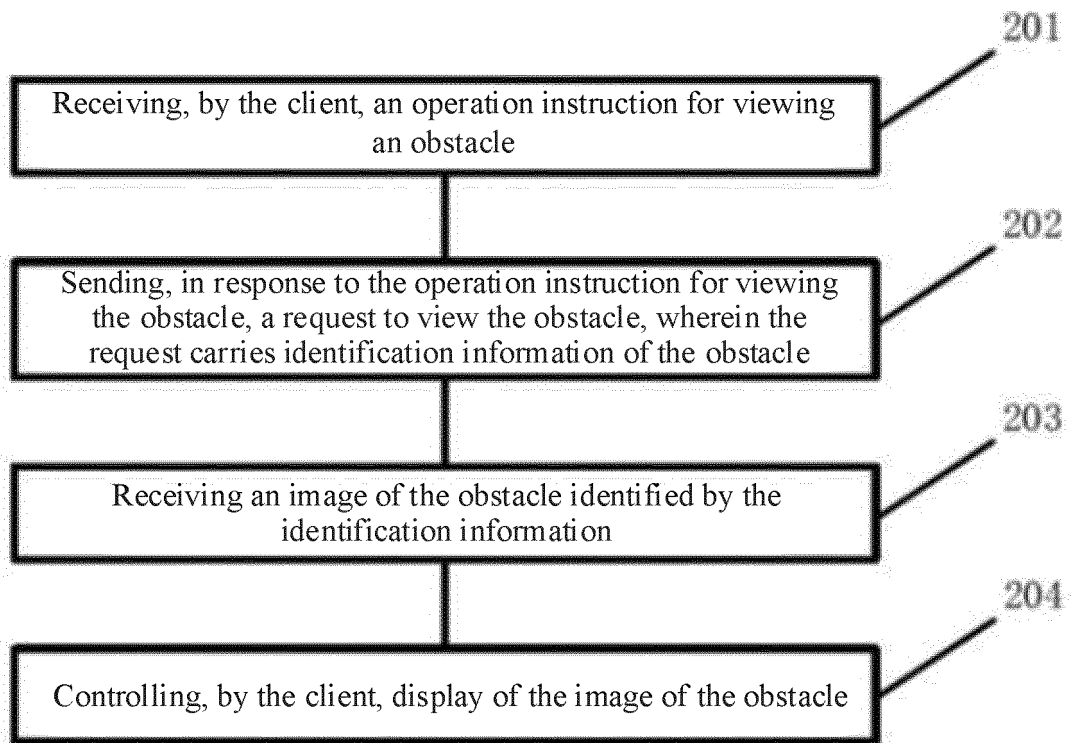 201
Receiving, by the client, an operation instruction for viewing
an obstacle
202
Sending, in response to the operation instruction for viewing
the obstacle, a request to view the obstacle, wherein the
request carries identification information of the obstacle
203
Receiving an image of the obstacle identified by the
identification information
204
Controlling, by the client, display of the image of the obstacle